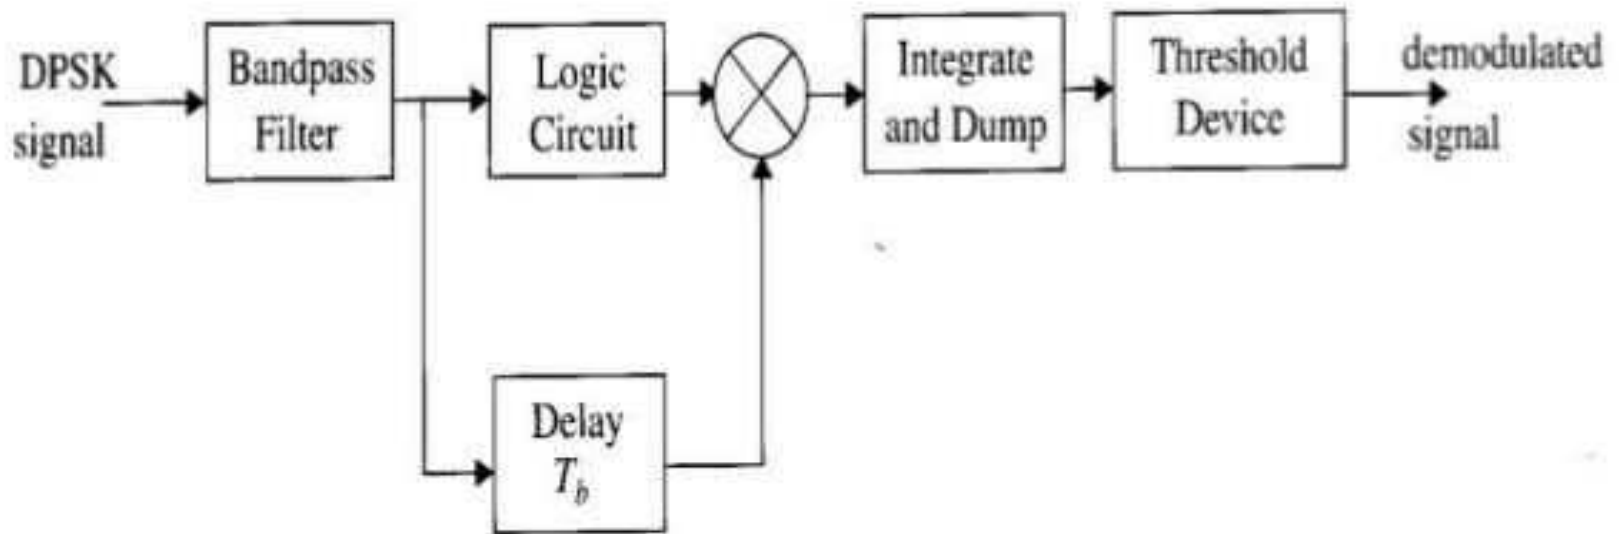 DPSK
signal
Bandpass
Filter
Logic
Circuit
Integrate
and Dump
Threshold
Device
demodulated
signal
Delay
T_b